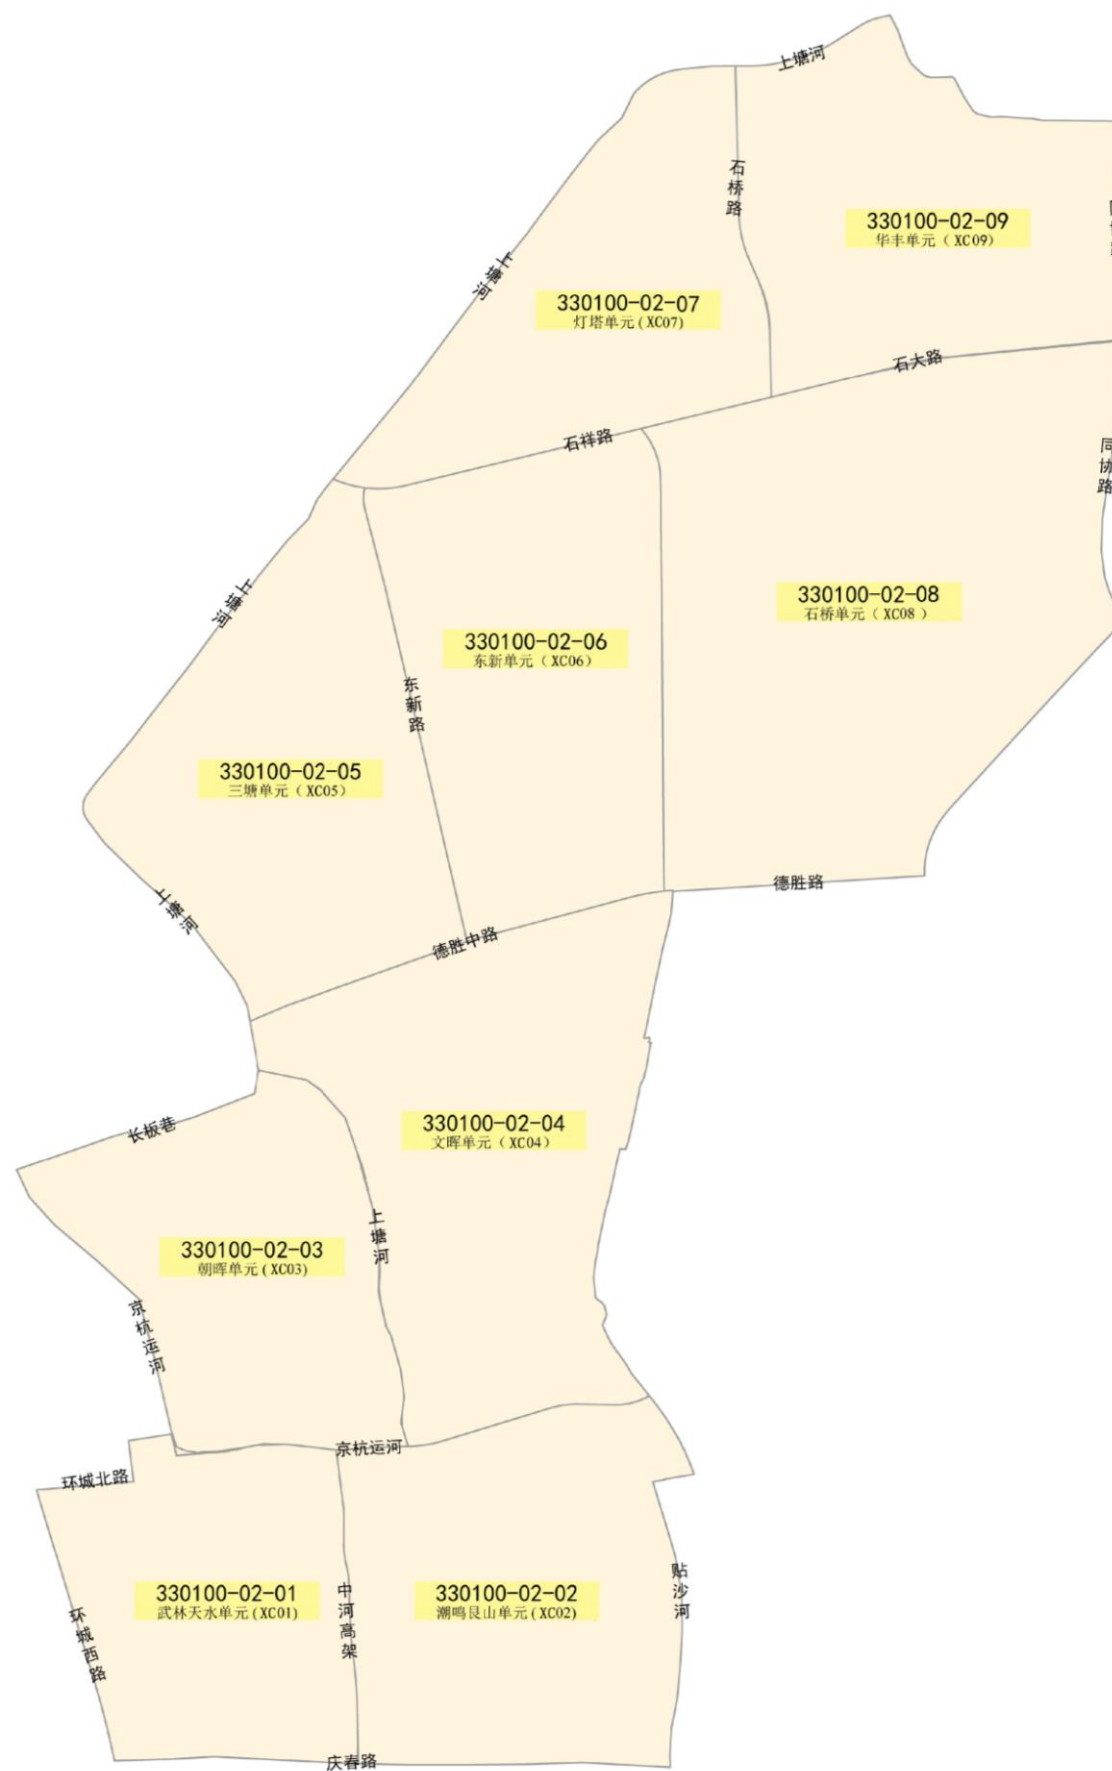 上塘河
石桥路
330100-02-09
华丰单元（XC09）
上塘河
330100-02-07
灯塔单元(XC07)
石大路
石祥路
同协路
上塘河
330100-02-08
石桥单元（XC08）
330100-02-06
东新单元（XC06）
东新路
330100-02-05
三塘单元（XC05）
德胜路
上塘河
德胜中路
330100-02-04
文晖单元（XC04）
长板巷
上塘河
330100-02-03
朝晖单元(XC03)
京杭运河
京杭运河
环城北路
330100-02-01
武林天水单元(XC01)
中河高架
330100-02-02
潮鸣艮山单元(XC02)
贴沙河
环城西路
庆春路